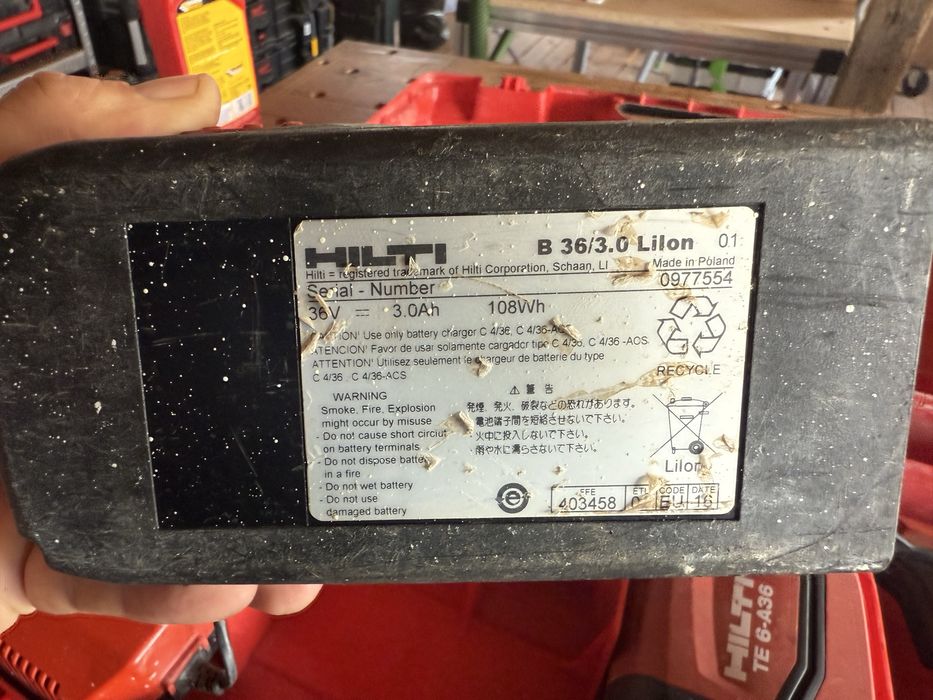 HILTI
B 36/3.0 LiIon 01
Hilti = registered trademark of Hilti Corporation, Schaan, LI
Made in Poland
Serial - Number
0977554
36V ⎓ 3.0Ah 108Wh
CAUTION! Use only battery charger C 4/36, C 4/36-ACS
ATENCION! Favor de usar solamente cargador tipo C 4/36, C 4/36 -ACS
ATTENTION! Utilisez seulement le chargeur de batterie du type
C 4/36 , C 4/36-ACS
RECYCLE
WARNING
Smoke, Fire, Explosion
might occur by misuse
- Do not cause short circuit
on battery terminals
- Do not dispose battery
in a fire
- Do not wet battery
- Do not use
damaged battery
⚠ 警 告
発煙、発火、破裂などの恐れがあります。
・電池端子間を短絡させないで下さい。
・火中に投入しないで下さい。
・雨や水に濡らさないで下さい。
LiIon
403458
CODE DATE
EU 16
HILTI
TE 6-A36